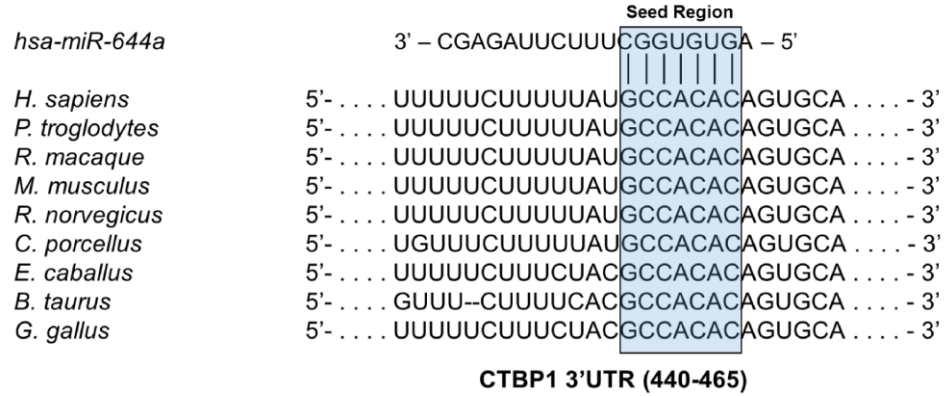 Seed Region
hsa-miR-644a 3’ – CGAGAUUCUUUCGGUGUGA – 5’
H. sapiens 5’- . . . . UUUUUCUUUUUAUGCCACACAGUGCA . . . . - 3’
P. troglodytes 5’- . . . . UUUUUCUUUUUAUGCCACACAGUGCA . . . . - 3’
R. macaque 5’- . . . . UUUUUCUUUUUAUGCCACACAGUGCA . . . . - 3’
M. musculus 5’- . . . . UUUUUCUUUUUAUGCCACACAGUGCA . . . . - 3’
R. norvegicus 5’- . . . . UUUUUCUUUUUAUGCCACACAGUGCA . . . . - 3’
C. porcellus 5’- . . . . UGUUUCUUUUUAUGCCACACAGUGCA . . . . - 3’
E. caballus 5’- . . . . UUUUUCUUUCUACGCCACACAGUGCA . . . . - 3’
B. taurus 5’- . . . . GUUU--CUUUUCACGCCACACAGUGCA . . . . - 3’
G. gallus 5’- . . . . UUUUUCUUUCUACGCCACACAGUGCA . . . . - 3’
CTBP1 3’UTR (440-465)